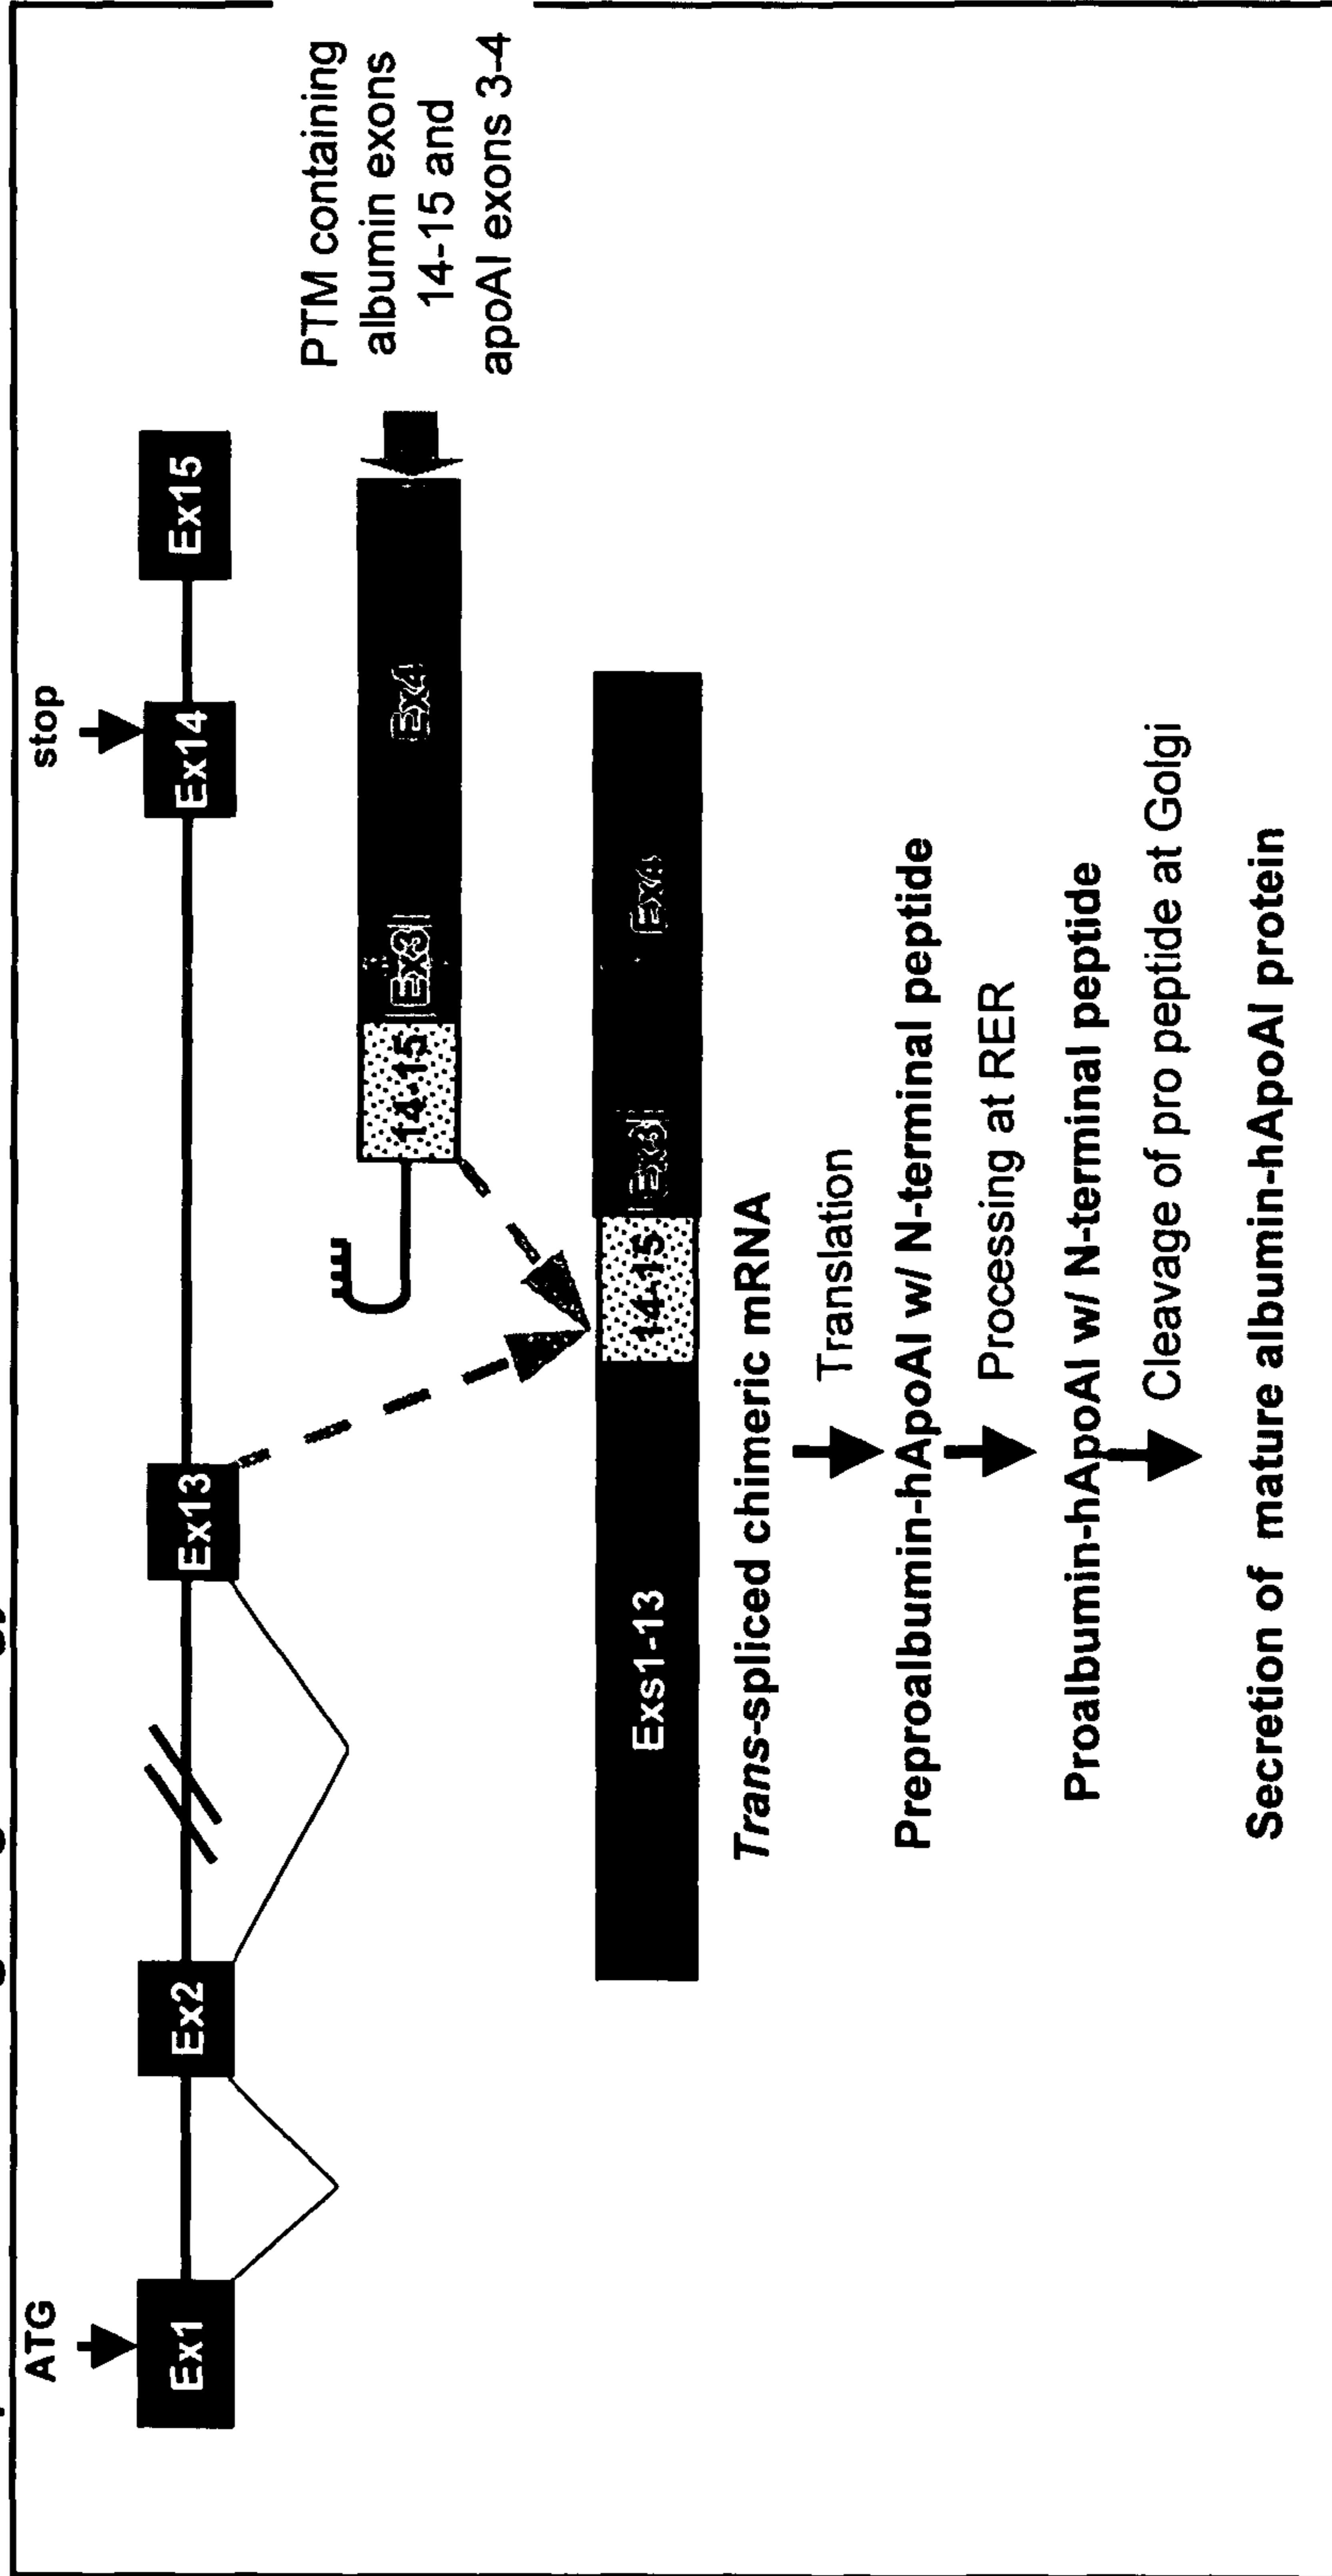 ATG
stop
Ex1
Ex2
Ex13
Ex14
Ex15
PTM containing
albumin exons
14-15 and
apoAI exons 3-4
14-15
Ex3
Ex4
Exs1-13
14-15
Ex3
Ex4
Trans-spliced chimeric mRNA
Translation
Preproalbumin-hApoAI w/ N-terminal peptide
Processing at RER
Proalbumin-hApoAI w/ N-terminal peptide
Cleavage of pro peptide at Golgi
Secretion of mature albumin-hApoAI protein